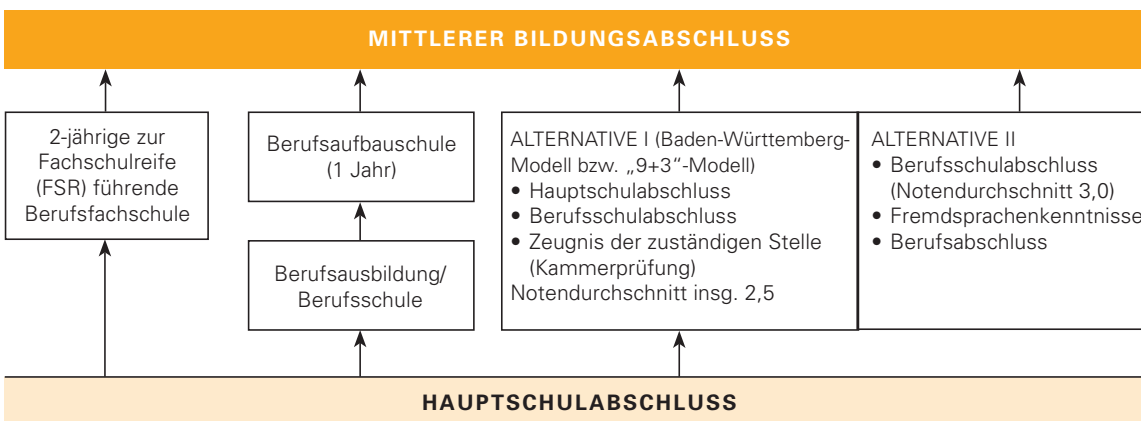 MITTLERER BILDUNGSABSCHLUSS
2-jährige zur
Fachschulreife
(FSR) führende
Berufsfachschule
Berufsaufbauschule
(1 Jahr)
Berufsausbildung/
Berufsschule
ALTERNATIVE I (Baden-Württemberg-
Modell bzw. „9+3“-Modell)
• Hauptschulabschluss
• Berufsschulabschluss
• Zeugnis der zuständigen Stelle
(Kammerprüfung)
Notendurchschnitt insg. 2,5
ALTERNATIVE II
• Berufsschulabschluss
(Notendurchschnitt 3,0)
• Fremdsprachenkenntnisse
• Berufsabschluss
HAUPTSCHULABSCHLUSS